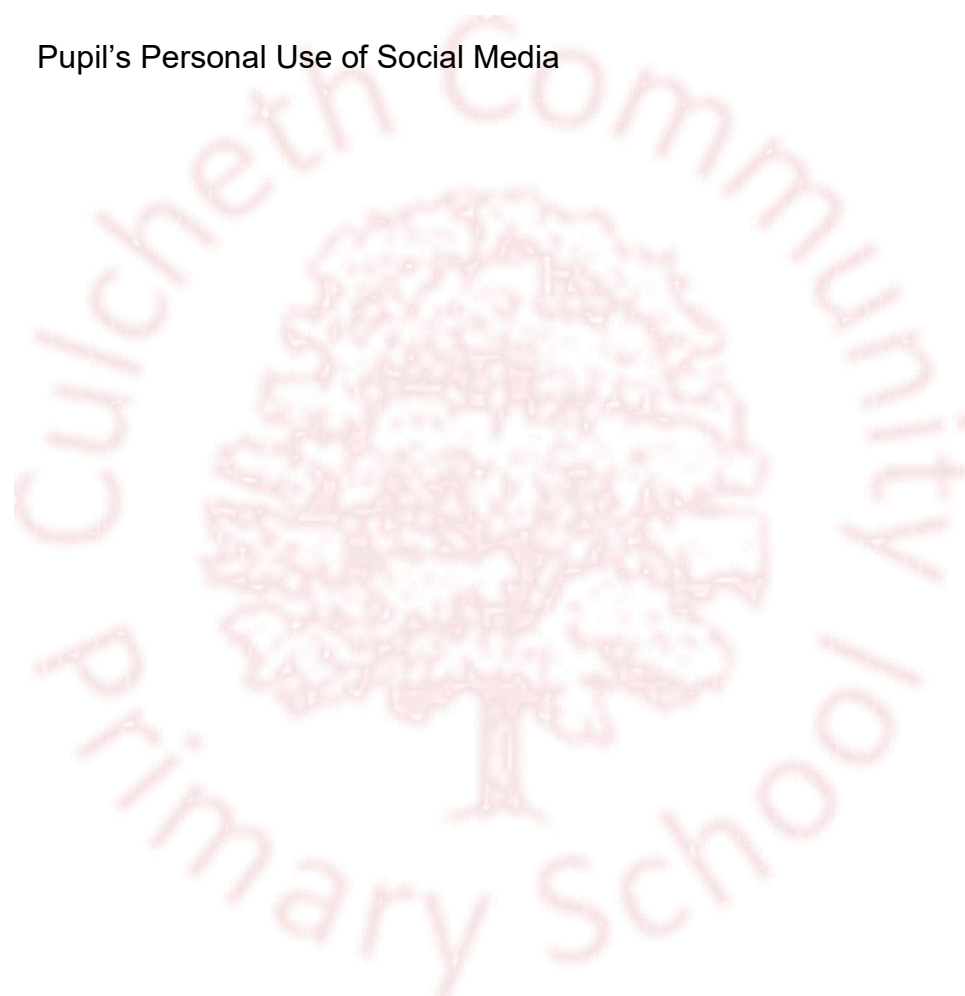 Pupil’s Personal Use of Social Media
Culcheth Community
Primary School